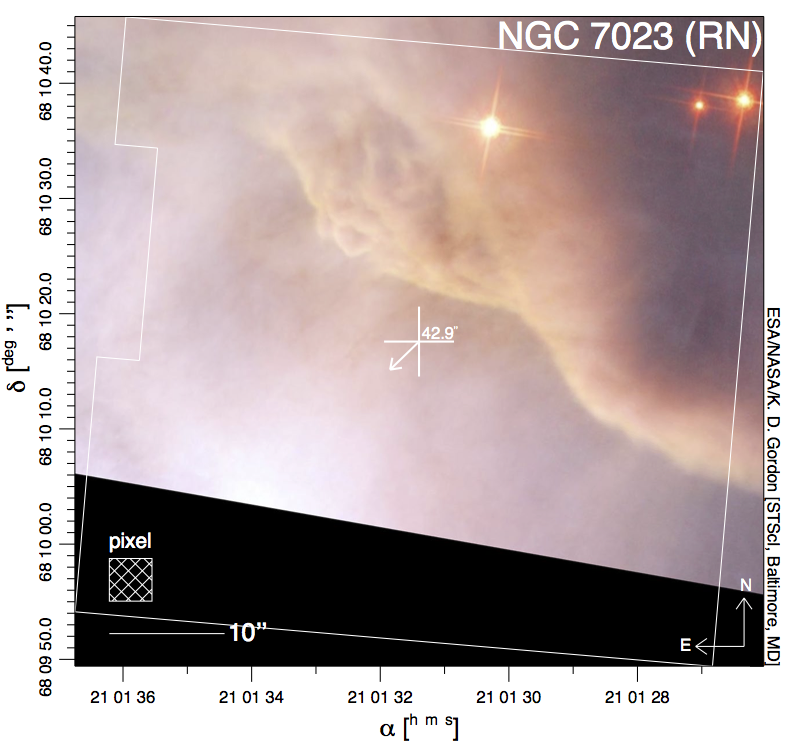 NGC 7023 (RN)
68 10 40.0
68 10 30.0
68 10 20.0
68 10 10.0
68 10 00.0
68 09 50.0
δ [deg , ,,]
42.9"
pixel
10”
N
E
21 01 36
21 01 34
21 01 32
21 01 30
21 01 28
α [h m s]
ESA/NASA/K. D. Gordon [STScI, Baltimore, MD]